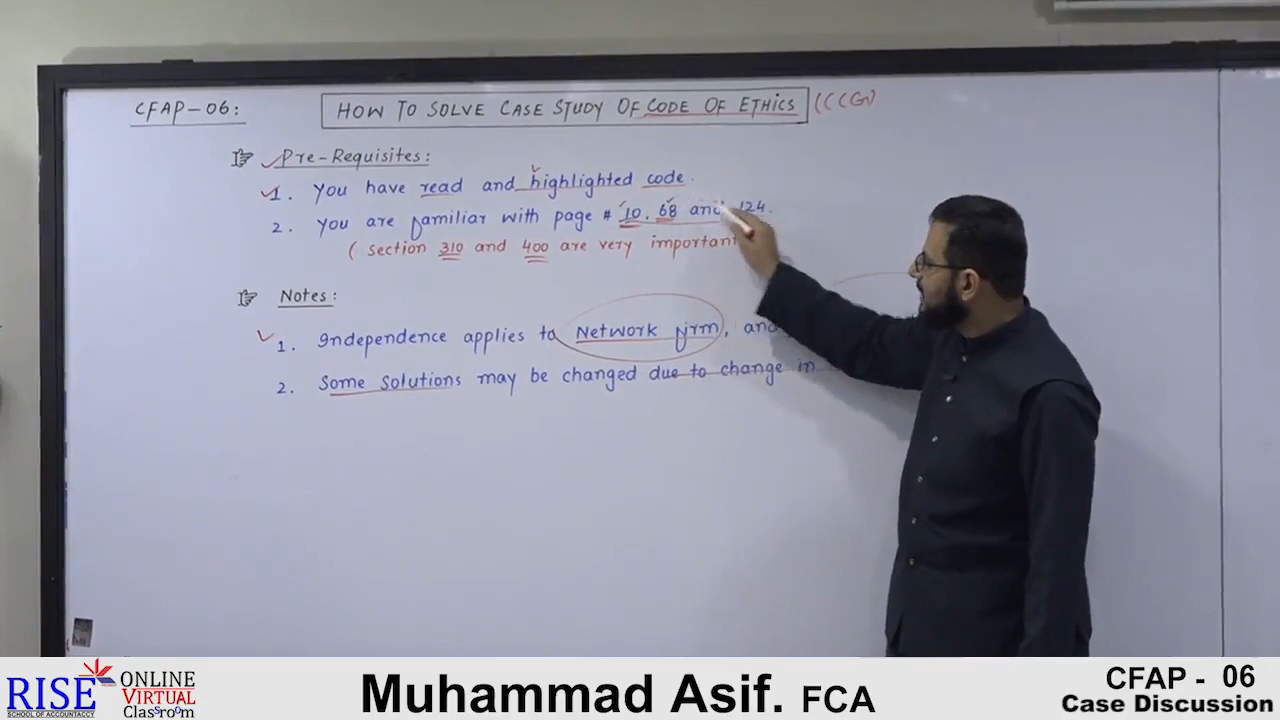 CFAP-06:
HOW TO SOLVE CASE STUDY OF CODE OF ETHICS
Pre-Requisites:
1. You have read and highlighted code.
2. You are familiar with page # 10, 68 and 124.
( section 310 and 400 are very important
Notes:
1. Independence applies to Network firm, and
2. Some solutions may be changed due to change in
RISE
SCHOOL OF ACCOUNTACY
ONLINE
VIRTUAL
Classroom
Muhammad Asif. FCA
CFAP - 06
Case Discussion